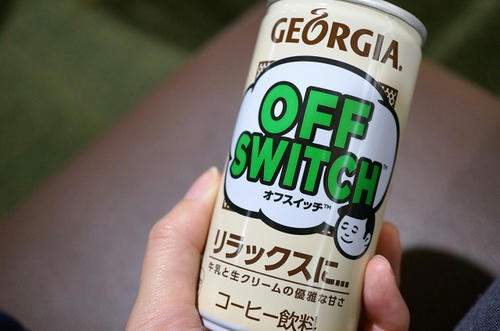 GEORGIA®
OFF
SWITCH™
オフスイッチ™
リラックスに...
牛乳と生クリームの優雅な甘さ
コーヒー飲料